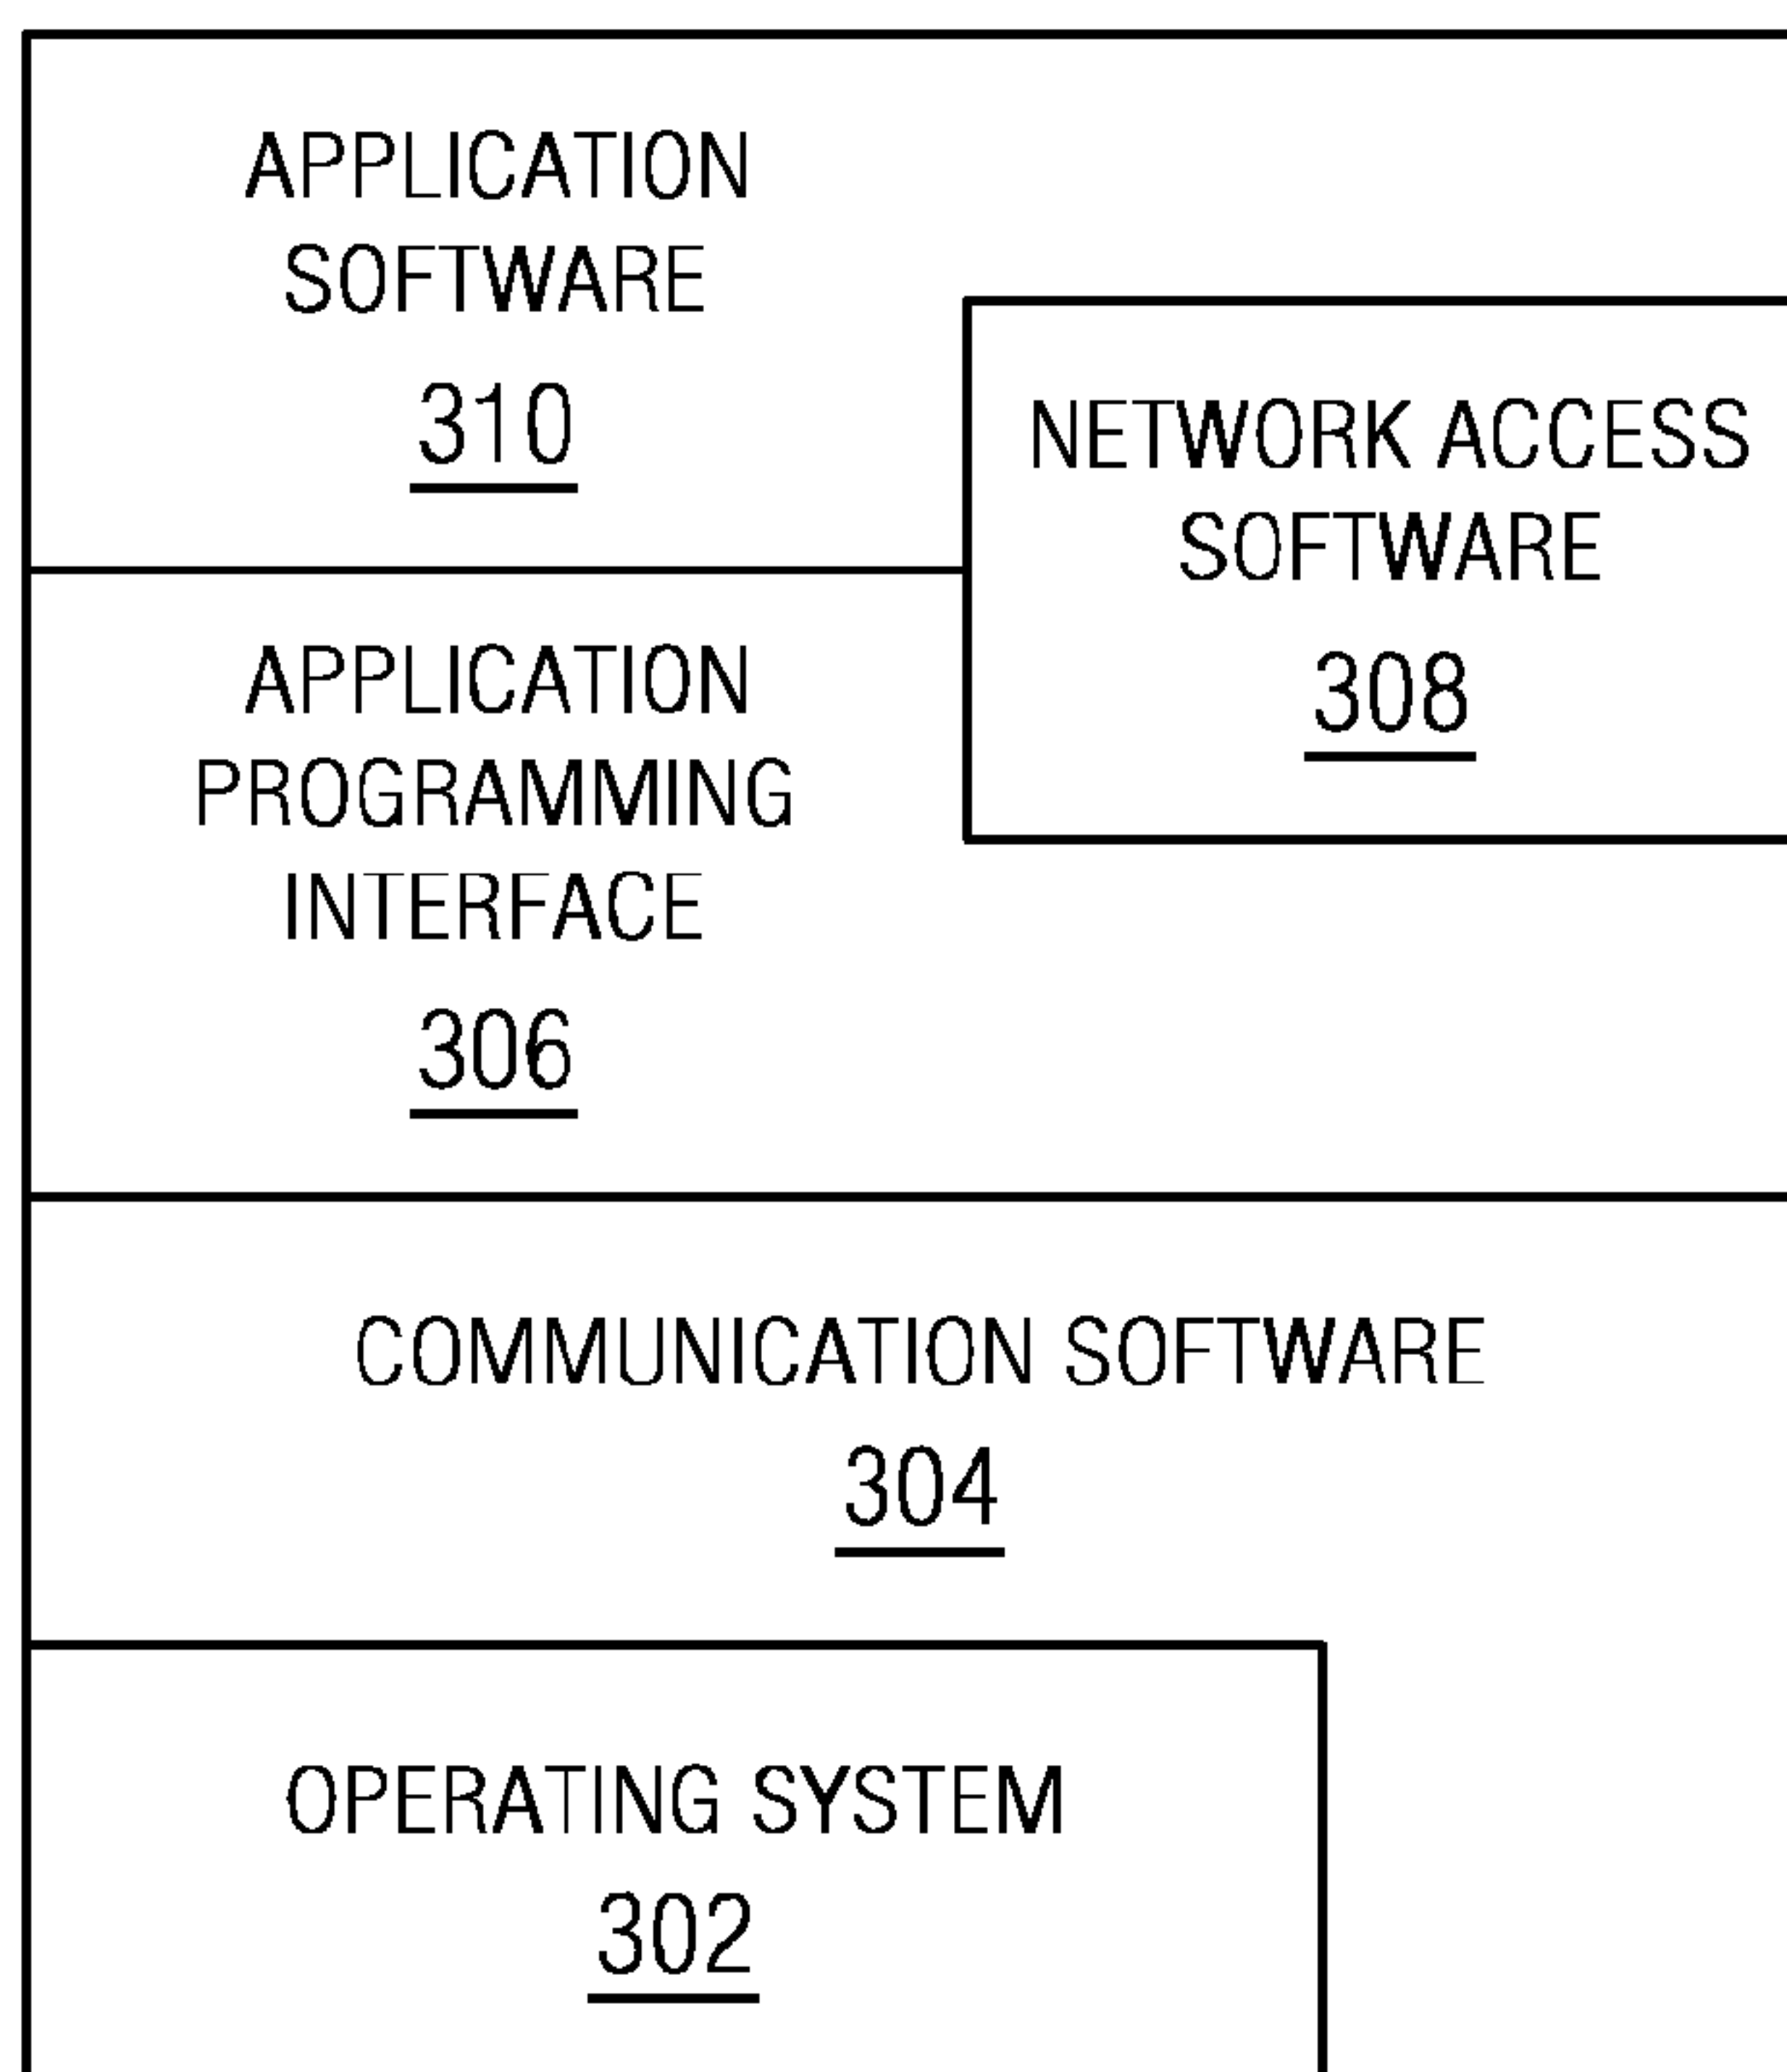 APPLICATION
SOFTWARE
310
NETWORK ACCESS
SOFTWARE
308
APPLICATION
PROGRAMMING
INTERFACE
306
COMMUNICATION SOFTWARE
304
OPERATING SYSTEM
302